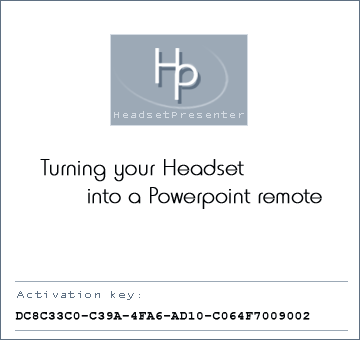 Hp
HeadsetPresenter
Turning your Headset
into a Powerpoint remote
Activation key:
DC8C33C0-C39A-4FA6-AD10-C064F7009002